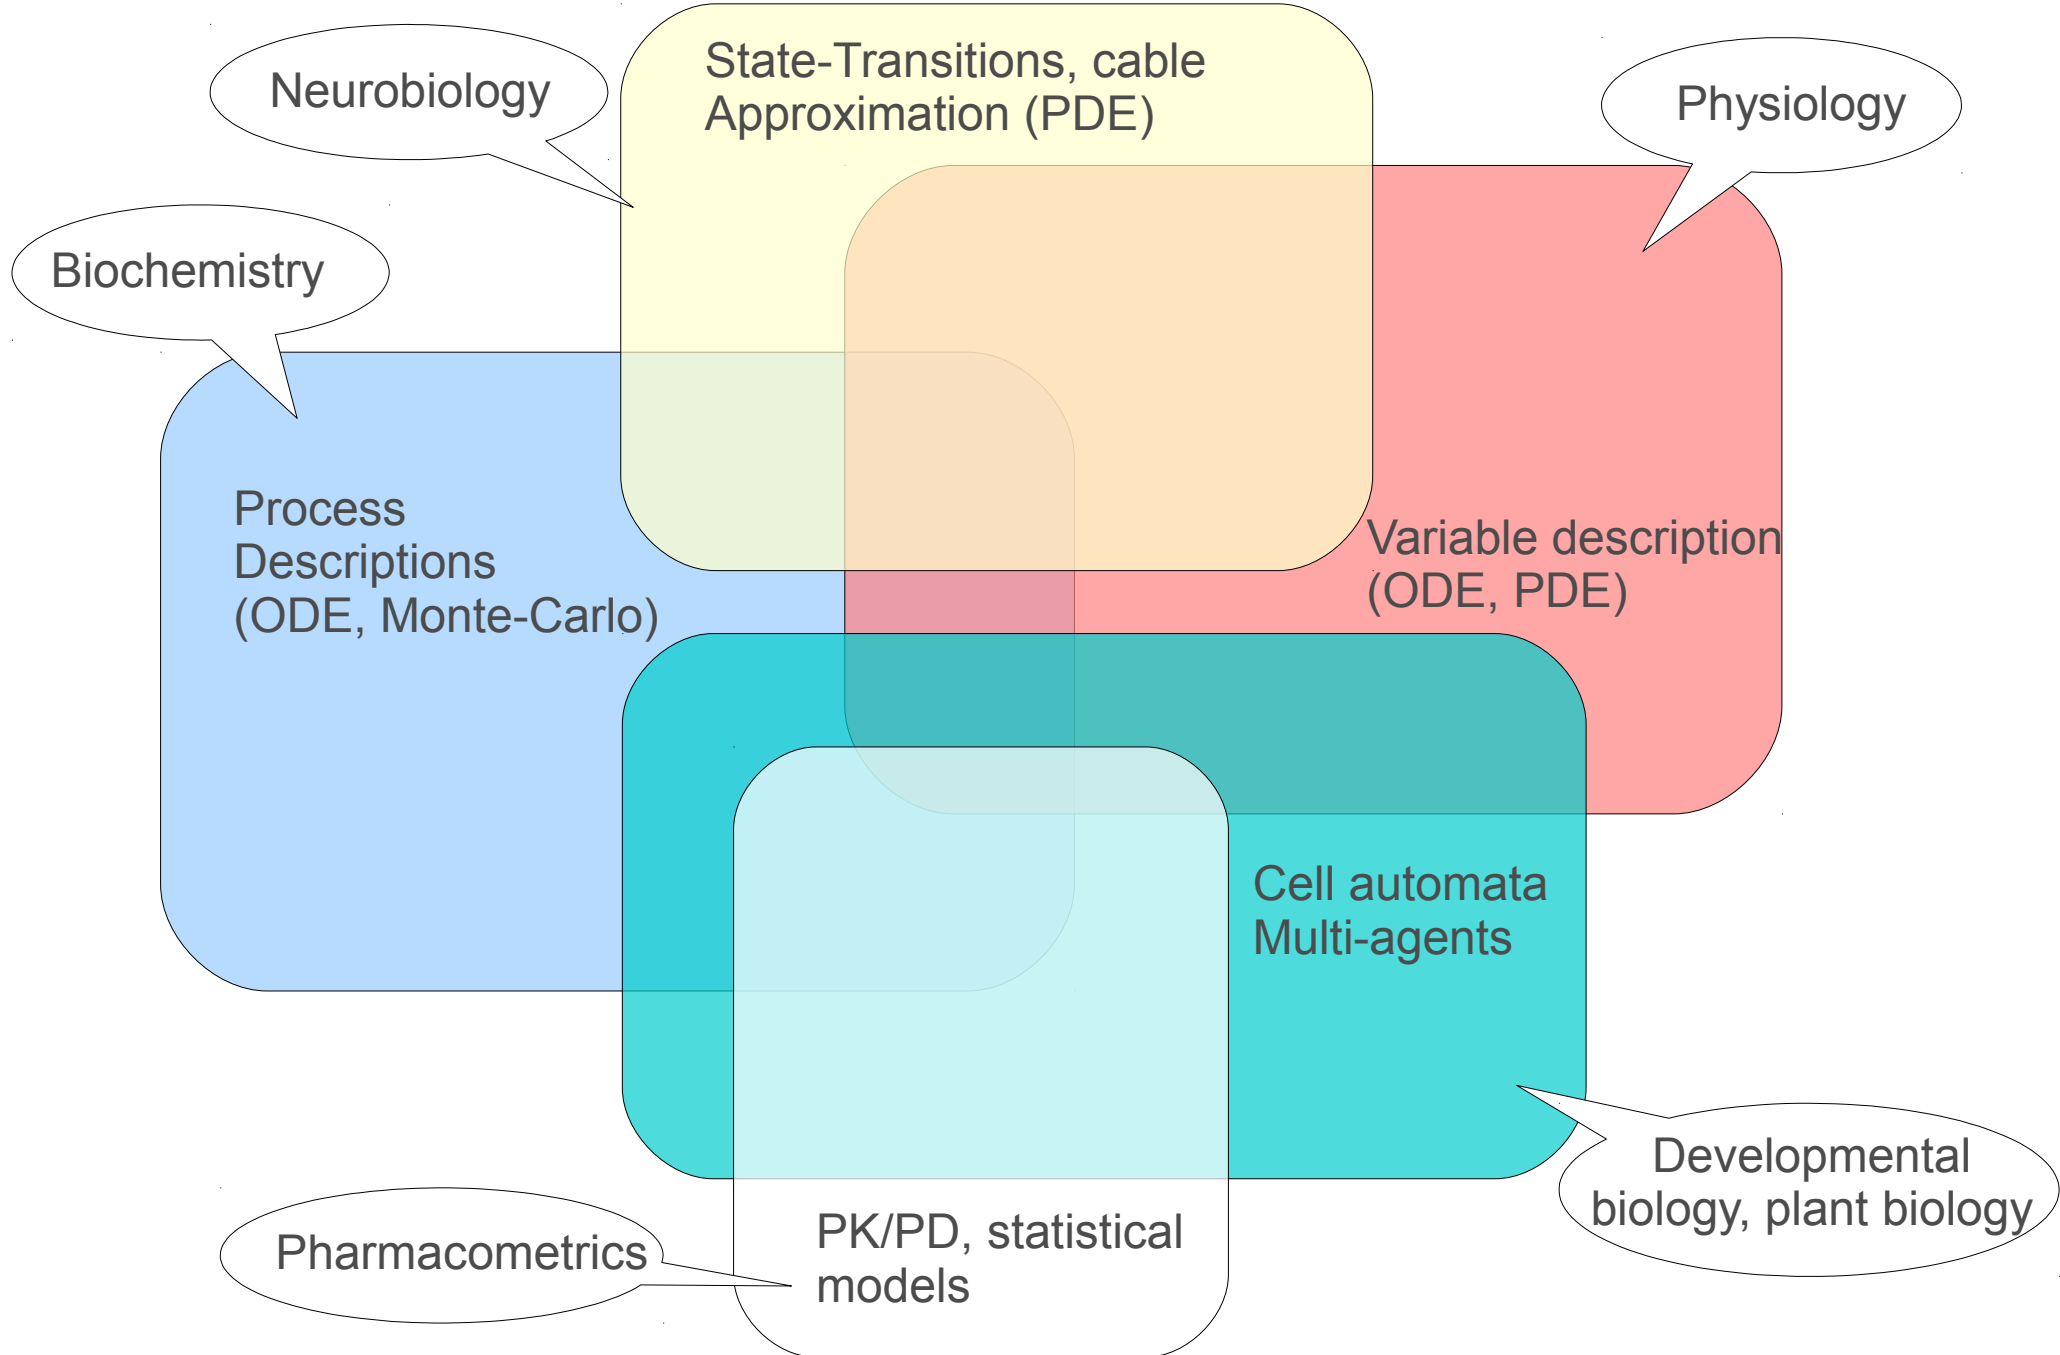 Neurobiology
State-Transitions, cable
Approximation (PDE)
Physiology
Biochemistry
Process
Descriptions
(ODE, Monte-Carlo)
Variable description
(ODE, PDE)
Cell automata
Multi-agents
Developmental
biology, plant biology
Pharmacometrics
PK/PD, statistical
models